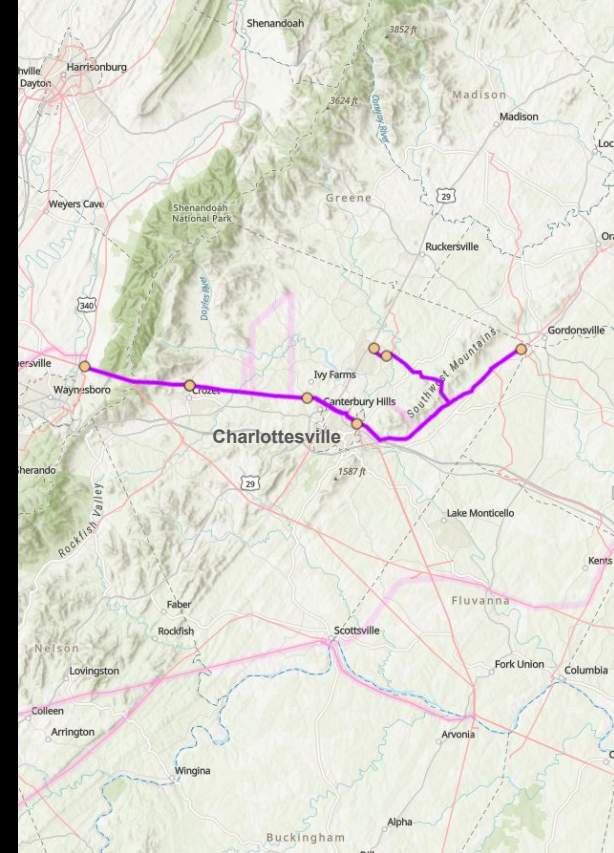 Shenandoah
3852 ft
Harrisonburg
Dayton
3624 ft
Conway River
Madison
Madison
Weyers Cave
Shenandoah
National Park
Greene
29
Ruckersville
Doyles River
340
Gordonsville
Southwest Mountains
Ivy Farms
Waynesboro
Crozet
Canterbury Hills
Charlottesville
1587 ft
29
Rockfish Valley
Lake Monticello
Faber
Fluvanna
Rockfish
Scottsville
Nelson
Lovingston
Fork Union
Columbia
Colleen
Arrington
Arvonia
Wingina
Alpha
Buckingham